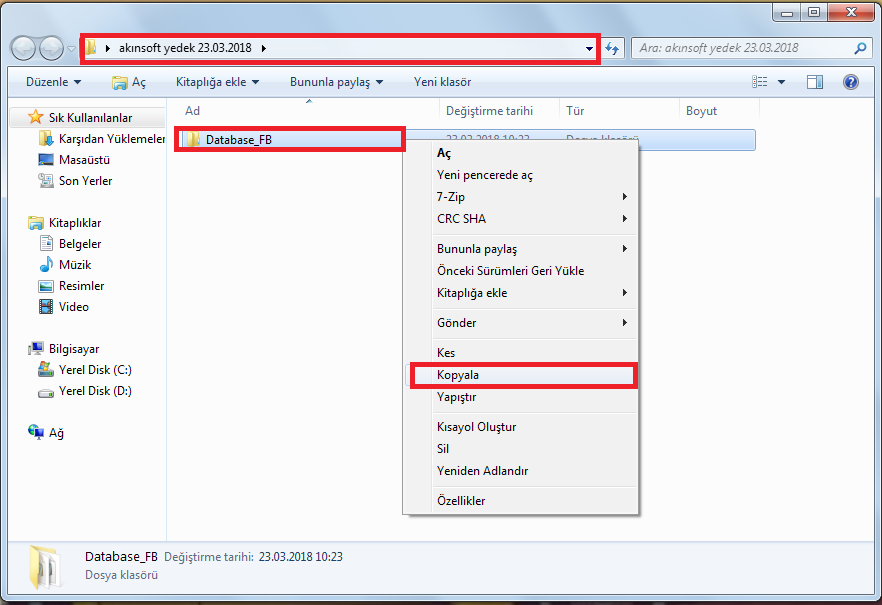 akınsoft yedek 23.03.2018
Ara: akınsoft yedek 23.03.2018
Düzenle Aç Kitaplığa ekle Bununla paylaş Yeni klasör
Ad Değiştirme tarihi Tür Boyut
Sık Kullanılanlar
Karşıdan Yüklemeler
Masaüstü
Son Yerler
Kitaplıklar
Belgeler
Müzik
Resimler
Video
Bilgisayar
Yerel Disk (C:)
Yerel Disk (D:)
Ağ
Database_FB 23.03.2018 10:23 Dosya klasörü
Aç
Yeni pencerede aç
7-Zip
CRC SHA
Bununla paylaş
Önceki Sürümleri Geri Yükle
Kitaplığa ekle
Gönder
Kes
Kopyala
Yapıştır
Kısayol Oluştur
Sil
Yeniden Adlandır
Özellikler
Database_FB Değiştirme tarihi: 23.03.2018 10:23
Dosya klasörü